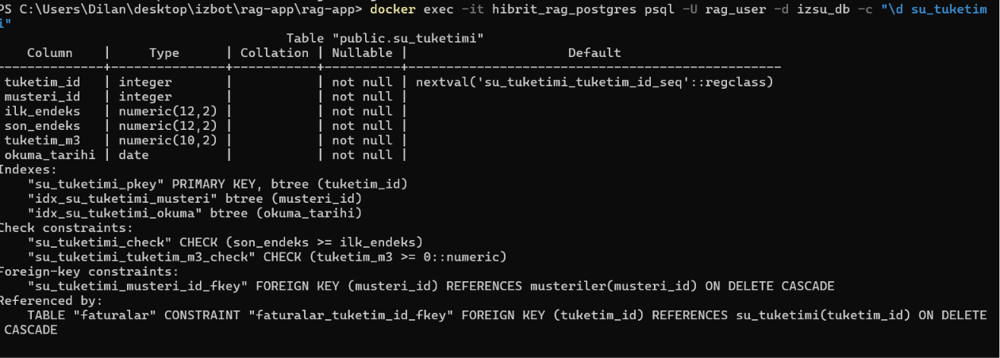 PS C:\Users\Dilan\desktop\izbot\rag-app\rag-app> docker exec -it hibrit_rag_postgres psql -U rag_user -d izsu_db -c "\d su_tuketim
i"
                                      Table "public.su_tuketimi"
    Column    |     Type      | Collation | Nullable |                      Default
--------------+---------------+-----------+----------+---------------------------------------------------
 tuketim_id   | integer       |           | not null | nextval('su_tuketimi_tuketim_id_seq'::regclass)
 musteri_id   | integer       |           | not null |
 ilk_endeks   | numeric(12,2) |           | not null |
 son_endeks   | numeric(12,2) |           | not null |
 tuketim_m3   | numeric(10,2) |           | not null |
 okuma_tarihi | date          |           | not null |
Indexes:
    "su_tuketimi_pkey" PRIMARY KEY, btree (tuketim_id)
    "idx_su_tuketimi_musteri" btree (musteri_id)
    "idx_su_tuketimi_okuma" btree (okuma_tarihi)
Check constraints:
    "su_tuketimi_check" CHECK (son_endeks >= ilk_endeks)
    "su_tuketimi_tuketim_m3_check" CHECK (tuketim_m3 >= 0::numeric)
Foreign-key constraints:
    "su_tuketimi_musteri_id_fkey" FOREIGN KEY (musteri_id) REFERENCES musteriler(musteri_id) ON DELETE CASCADE
Referenced by:
    TABLE "faturalar" CONSTRAINT "faturalar_tuketim_id_fkey" FOREIGN KEY (tuketim_id) REFERENCES su_tuketimi(tuketim_id) ON DELETE
 CASCADE